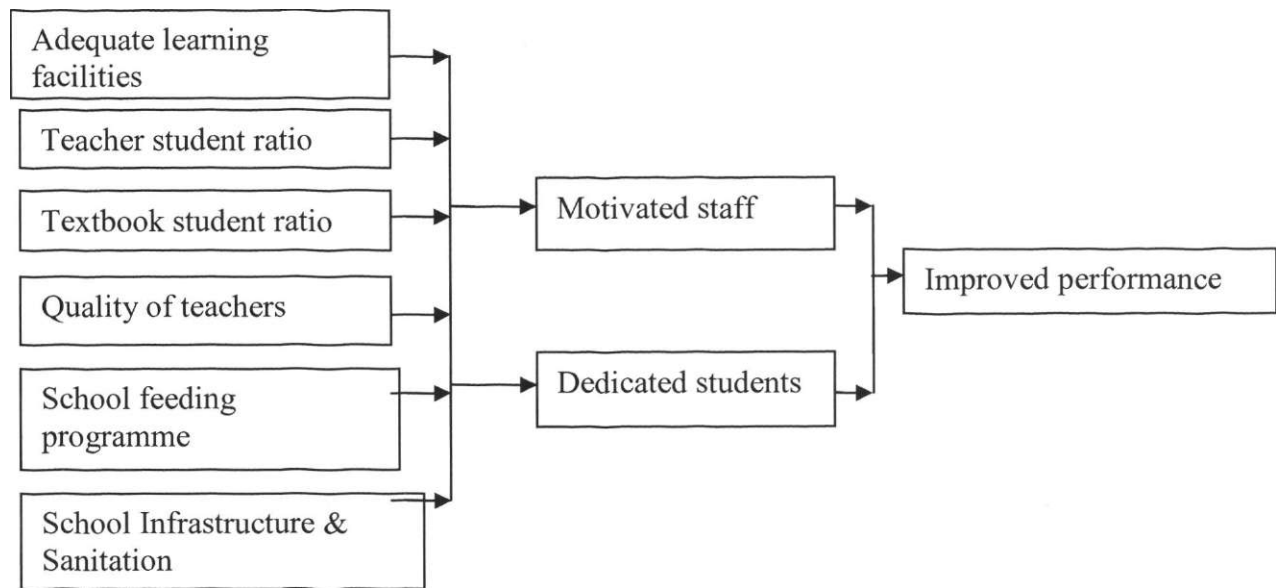 Adequate learning
facilities
Teacher student ratio
Textbook student ratio
Quality of teachers
School feeding
programme
School Infrastructure &
Sanitation
Motivated staff
Dedicated students
Improved performance